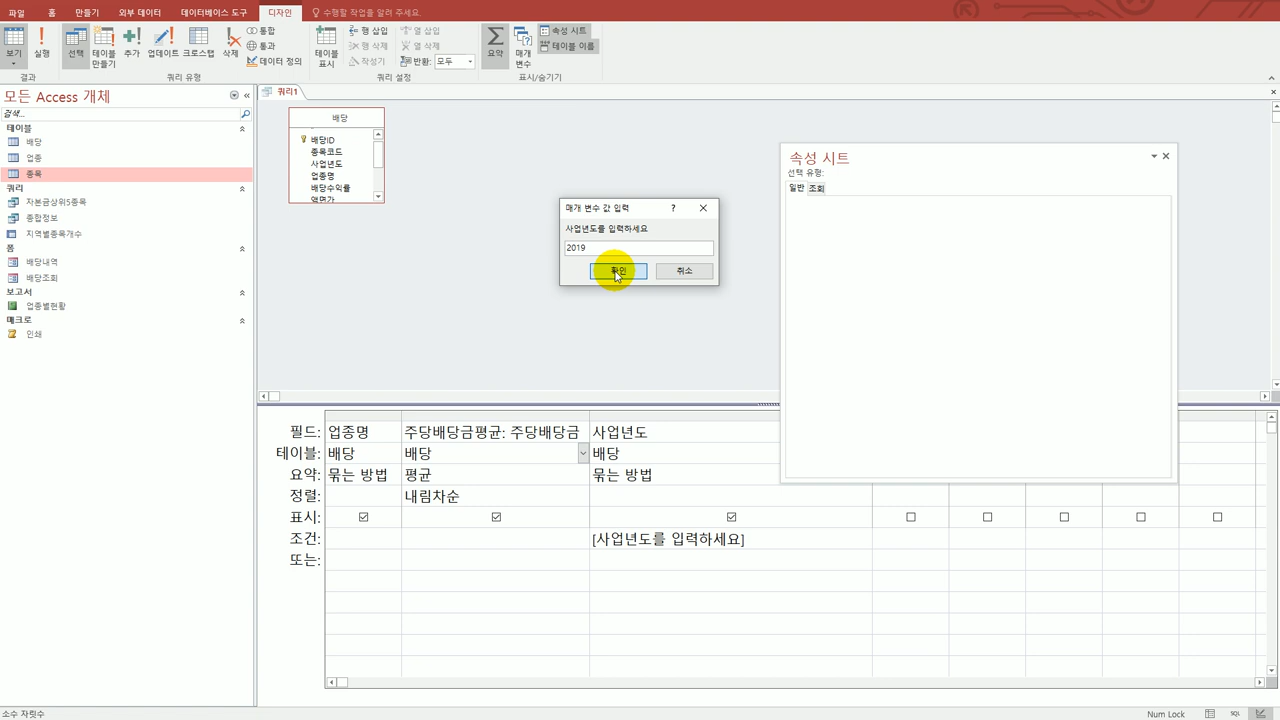 파일 홈 만들기 외부 데이터 데이터베이스 도구 디자인 수행할 작업을 알려 주세요.
보기 실행 선택 테이블 만들기 추가 업데이트 크로스탭 삭제 통합 통과 데이터 정의 테이블 표시 행 삽입 행 삭제 작성기 열 삽입 열 삭제 반환: 모두 요약 매개 변수 속성 시트 테이블 이름
결과 쿼리 유형 쿼리 설정 표시/숨기기
모든 Access 개체
검색...
테이블
배당
업종
종목
쿼리
자본금상위5종목
종합정보
지역별종목개수
폼
배당내역
배당조회
보고서
업종별현황
매크로
인쇄
쿼리1
배당
배당ID
종목코드
사업년도
업종명
배당수익률
액면가
매개 변수 값 입력 ?
사업년도를 입력하세요
2019
확인 취소
속성 시트
선택 유형:
일반 조회
필드: 업종명 주당배당금평균: 주당배당금 사업년도
테이블: 배당 배당 배당
요약: 묶는 방법 평균 묶는 방법
정렬: 내림차순
표시:
조건: [사업년도를 입력하세요]
또는:
소수 자릿수 Num Lock SQL